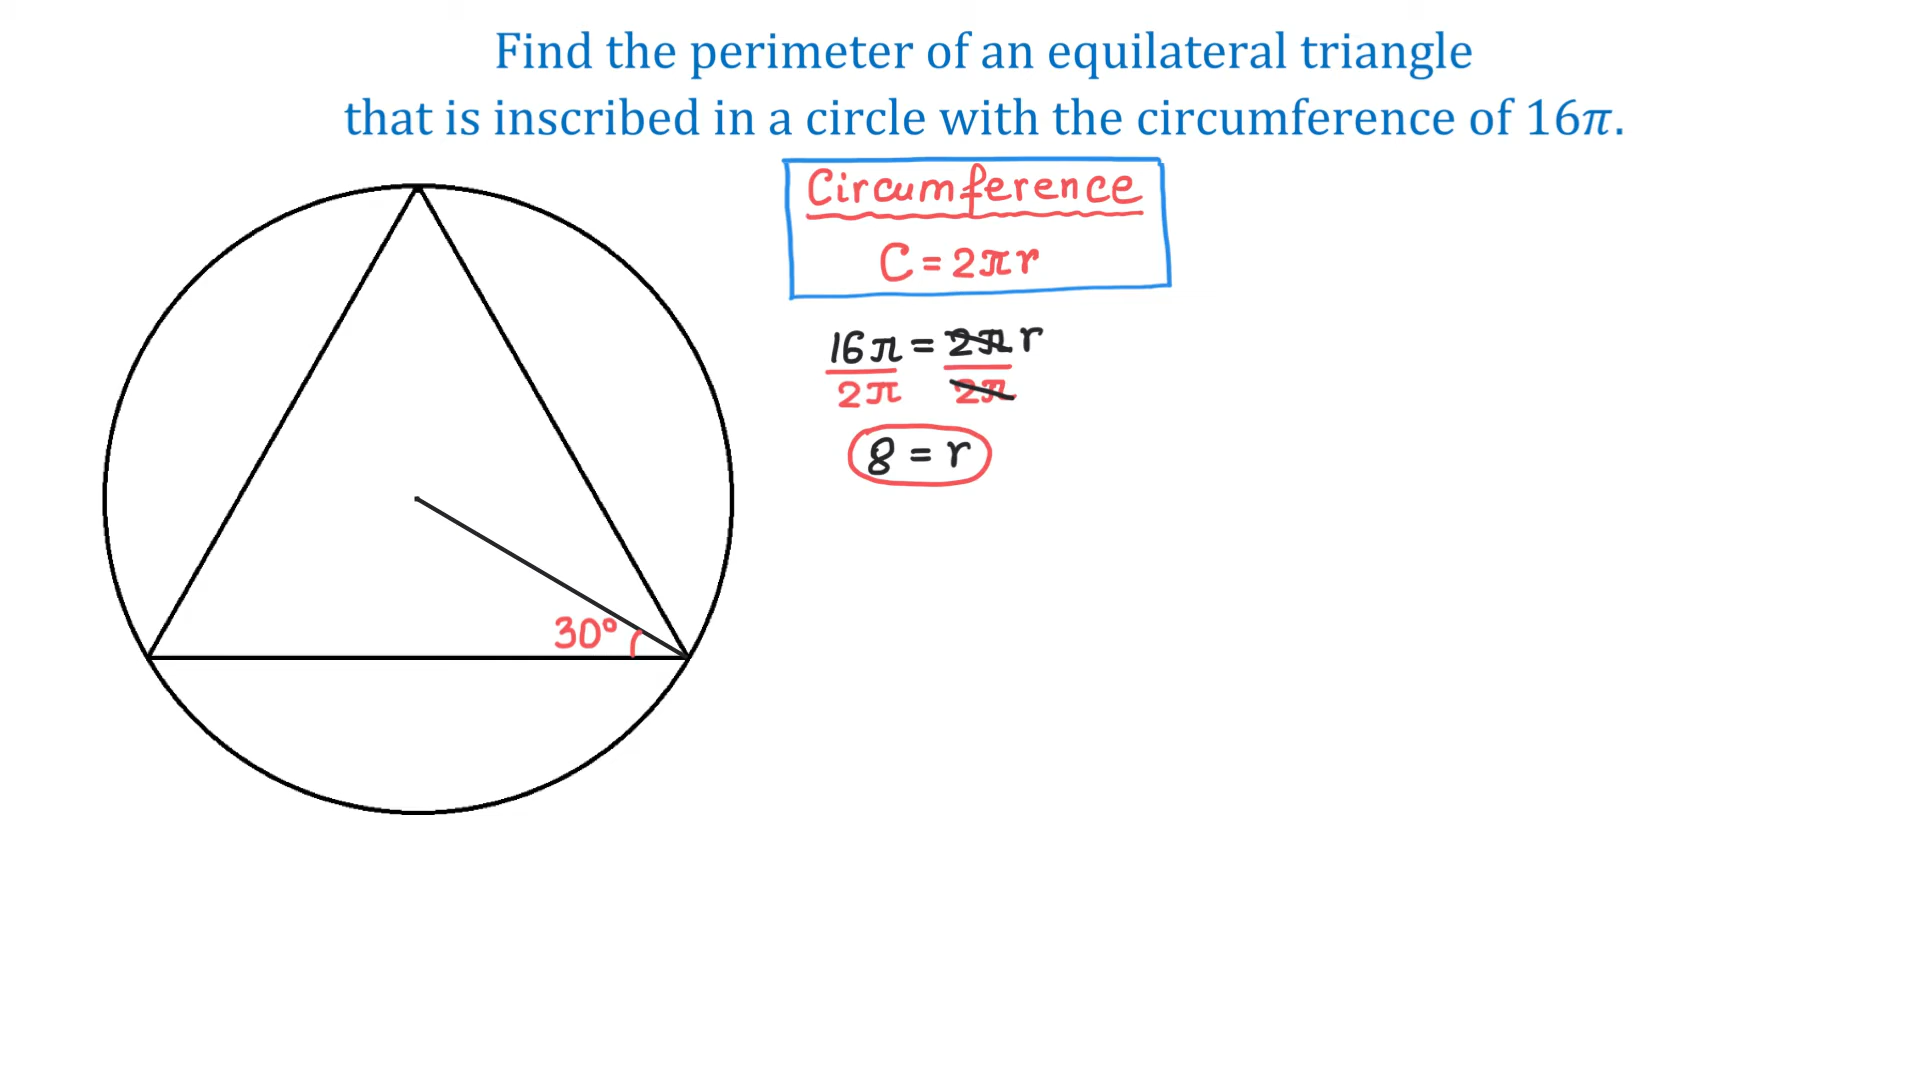 Find the perimeter of an equilateral triangle
that is inscribed in a circle with the circumference of 16π.
Circumference
C = 2πr
16π = 2πr
2π 2π
8 = r
30°